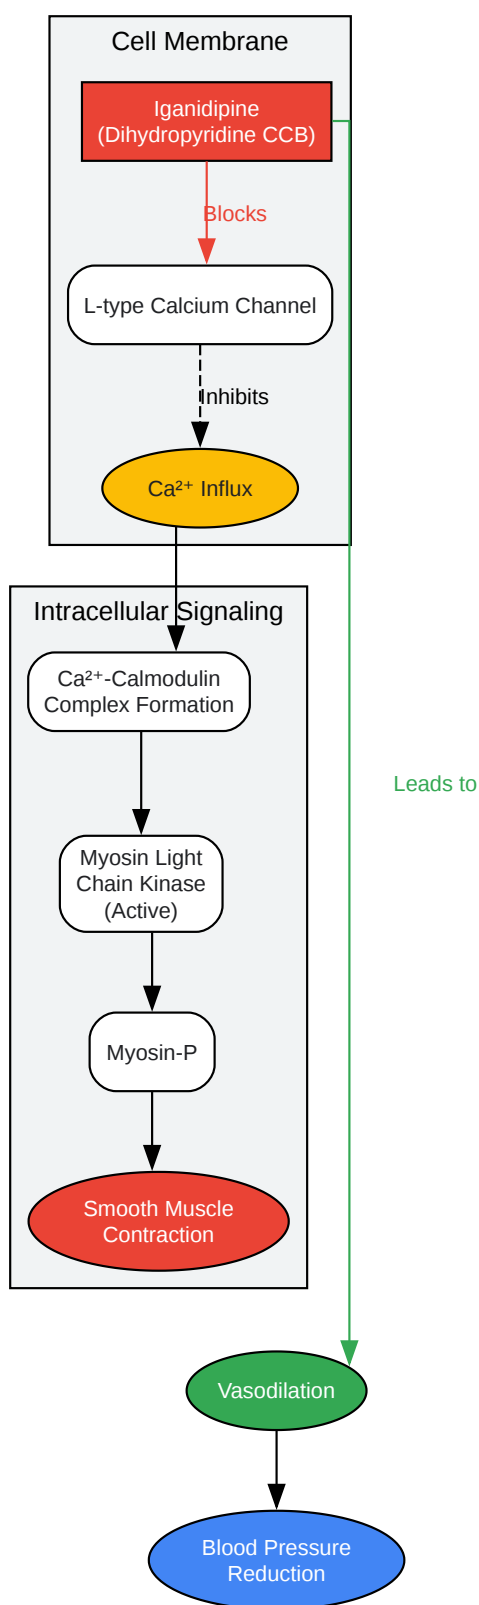 Cell Membrane
Iganidipine
(Dihydropyridine CCB)
Blocks
L-type Calcium Channel
Inhibits
Ca²⁺ Influx
Intracellular Signaling
Ca²⁺-Calmodulin
Complex Formation
Leads to
Myosin Light
Chain Kinase
(Active)
Myosin-P
Smooth Muscle
Contraction
Vasodilation
Blood Pressure
Reduction